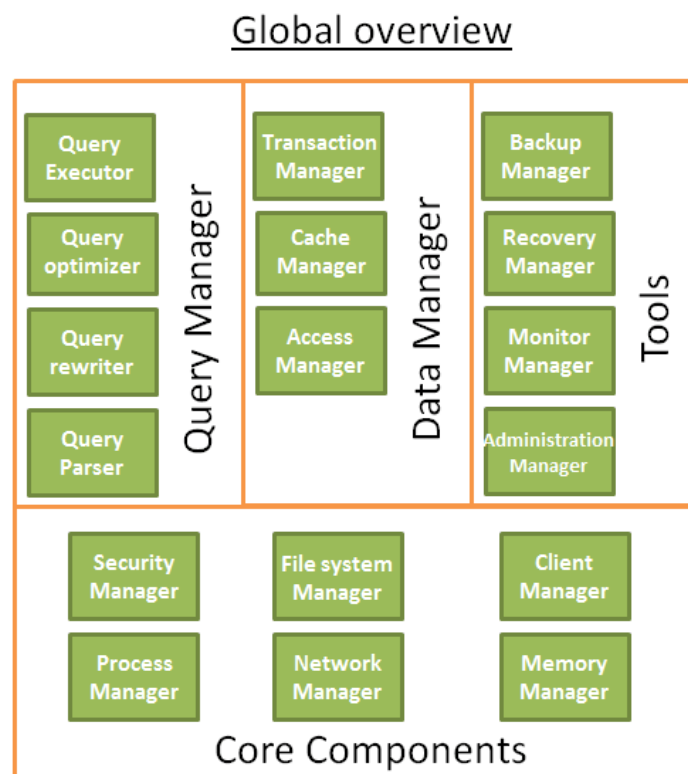 Global overview
Query
Executor
Query
optimizer
Query
rewriter
Query
Parser
Query Manager
Transaction
Manager
Cache
Manager
Access
Manager
Data Manager
Backup
Manager
Recovery
Manager
Monitor
Manager
Administration
Manager
Tools
Security
Manager
File system
Manager
Client
Manager
Process
Manager
Network
Manager
Memory
Manager
Core Components